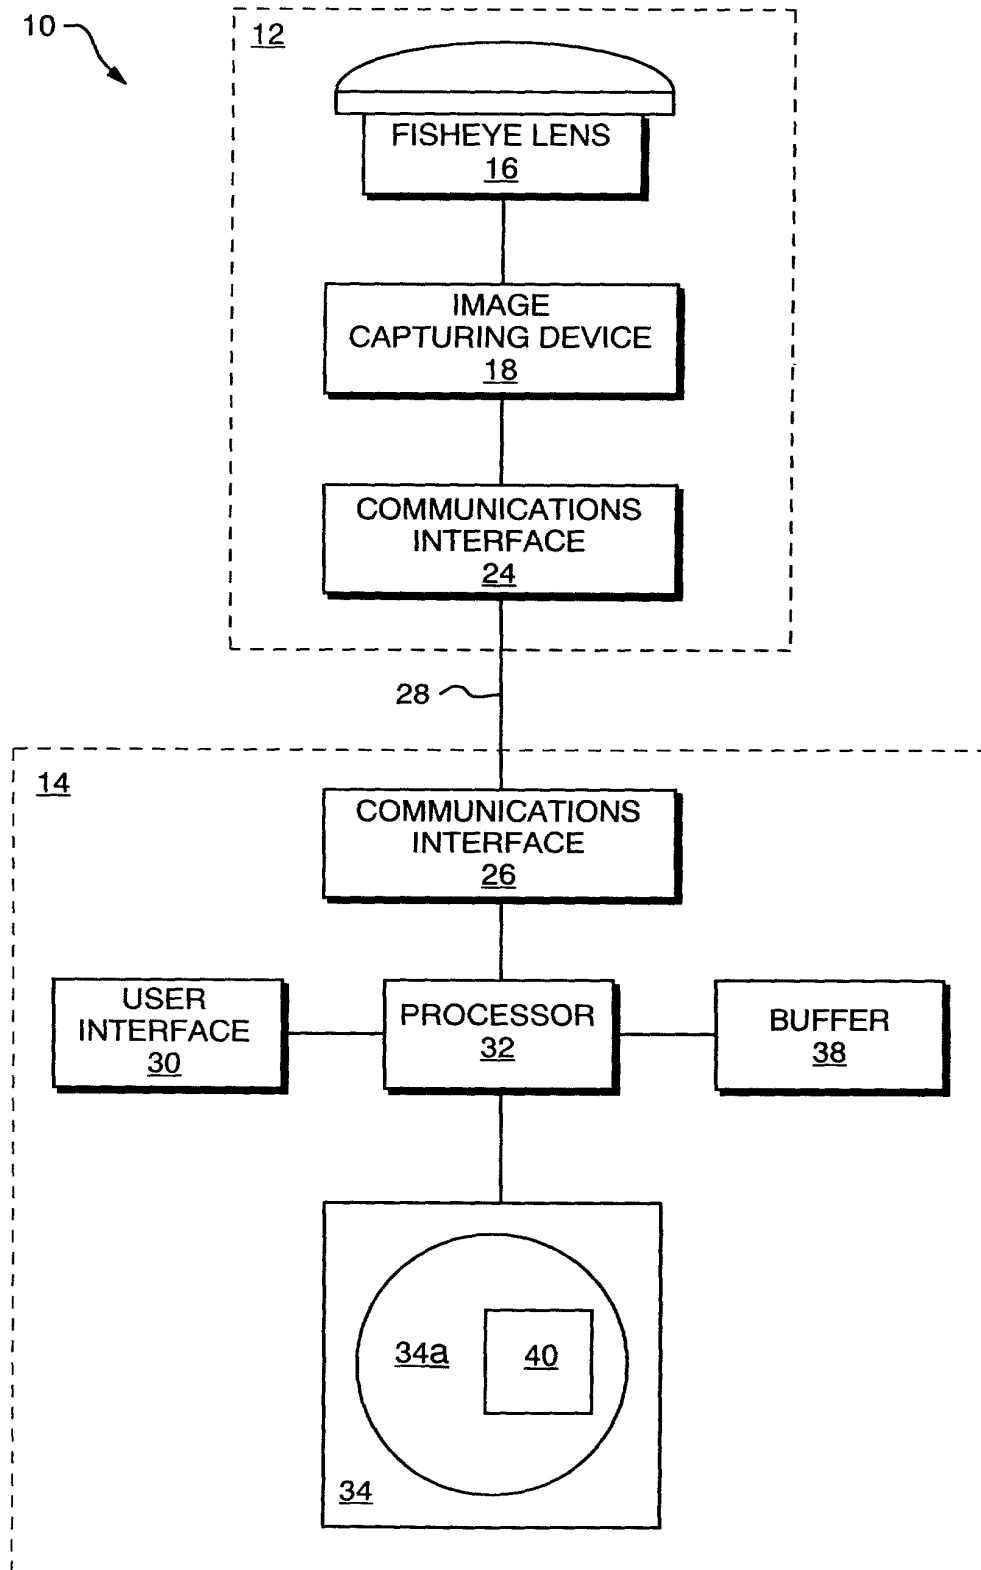 10
12
FISHEYE LENS
16
IMAGE
CAPTURING DEVICE
18
COMMUNICATIONS
INTERFACE
24
28
14
COMMUNICATIONS
INTERFACE
26
USER
INTERFACE
30
PROCESSOR
32
BUFFER
38
34a
40
34